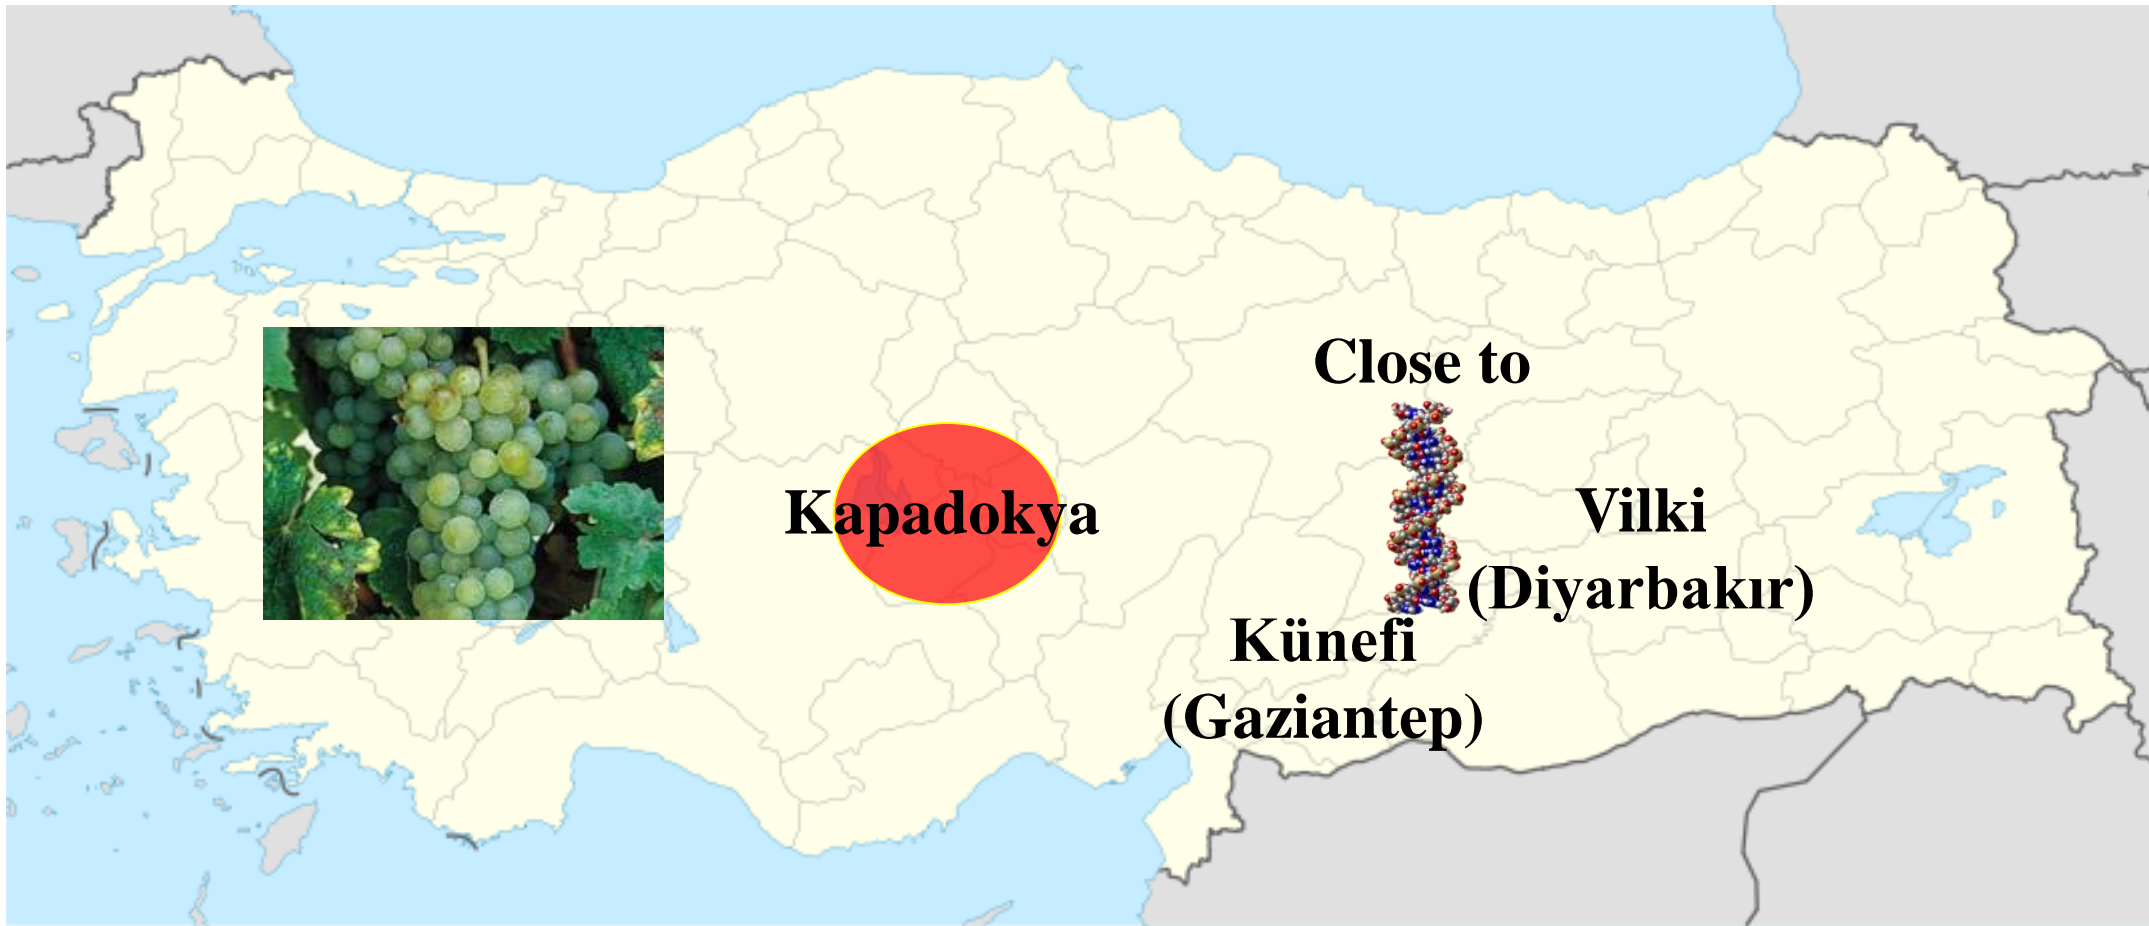 Close to
Kapadokya
Vilki
(Diyarbakır)
Künefi
(Gaziantep)